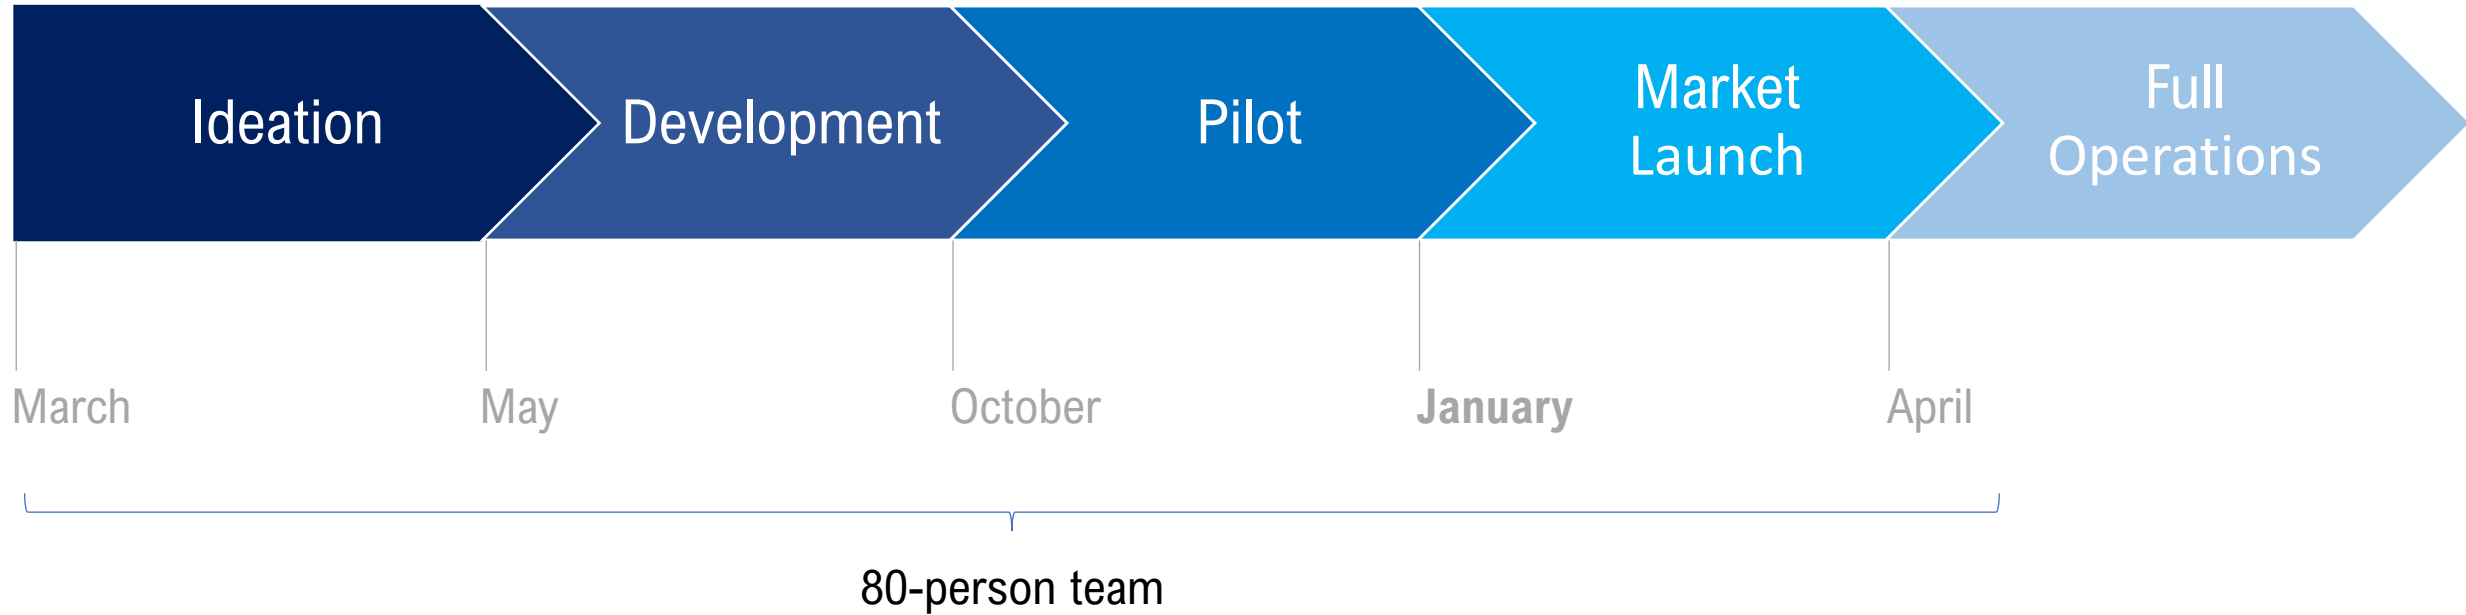 Ideation
Development
Pilot
Market
Launch
Full
Operations
March
May
October
January
April
80-person team